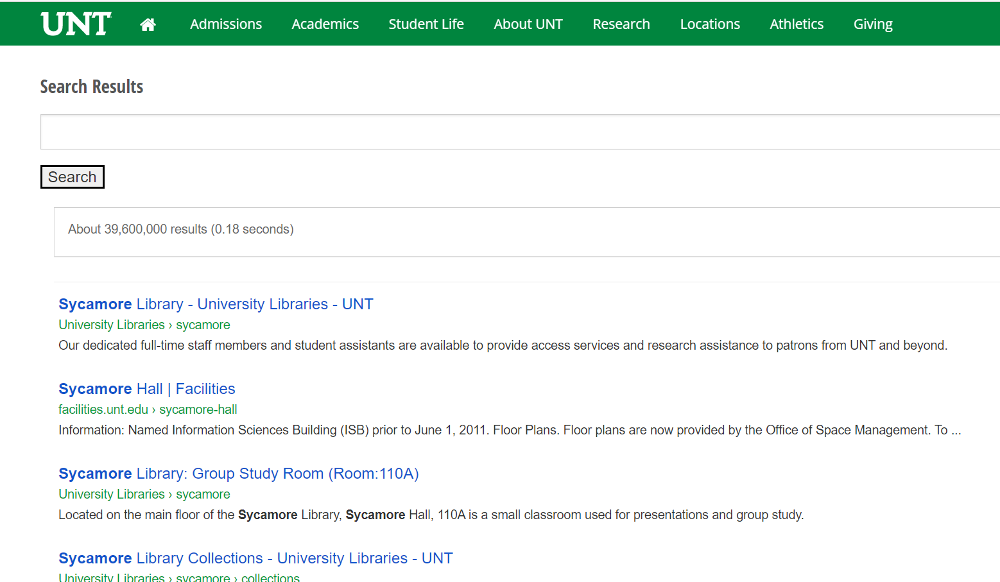 UNT Admissions Academics Student Life About UNT Research Locations Athletics Giving
Search Results
Search
About 39,600,000 results (0.18 seconds)
Sycamore Library - University Libraries - UNT
University Libraries › sycamore
Our dedicated full-time staff members and student assistants are available to provide access services and research assistance to patrons from UNT and beyond.
Sycamore Hall | Facilities
facilities.unt.edu › sycamore-hall
Information: Named Information Sciences Building (ISB) prior to June 1, 2011. Floor Plans. Floor plans are now provided by the Office of Space Management. To ...
Sycamore Library: Group Study Room (Room:110A)
University Libraries › sycamore
Located on the main floor of the Sycamore Library, Sycamore Hall, 110A is a small classroom used for presentations and group study.
Sycamore Library Collections - University Libraries - UNT
University Libraries › sycamore › collections